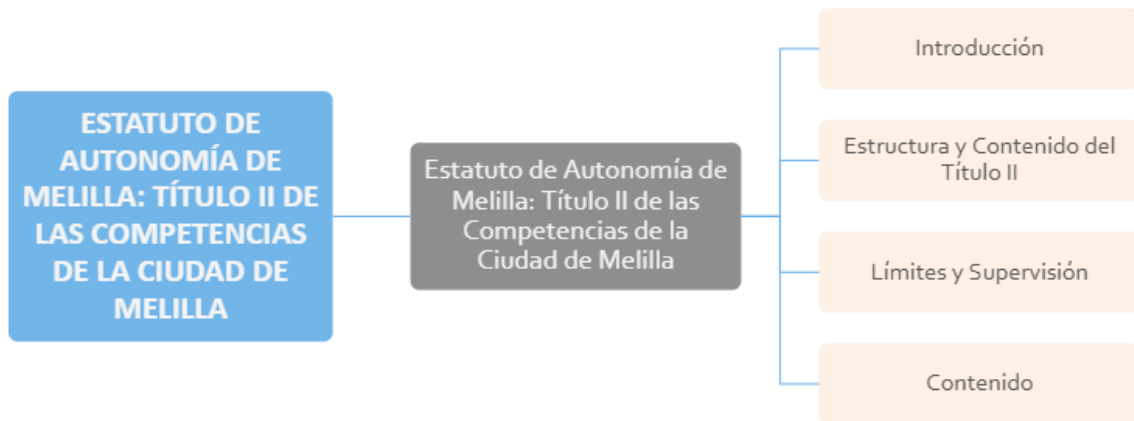 ESTATUTO DE
AUTONOMÍA DE
MELILLA: TÍTULO II DE
LAS COMPETENCIAS
DE LA CIUDAD DE
MELILLA
Estatuto de Autonomía de
Melilla: Título II de las
Competencias de la
Ciudad de Melilla
Introducción
Estructura y Contenido del
Título II
Límites y Supervisión
Contenido